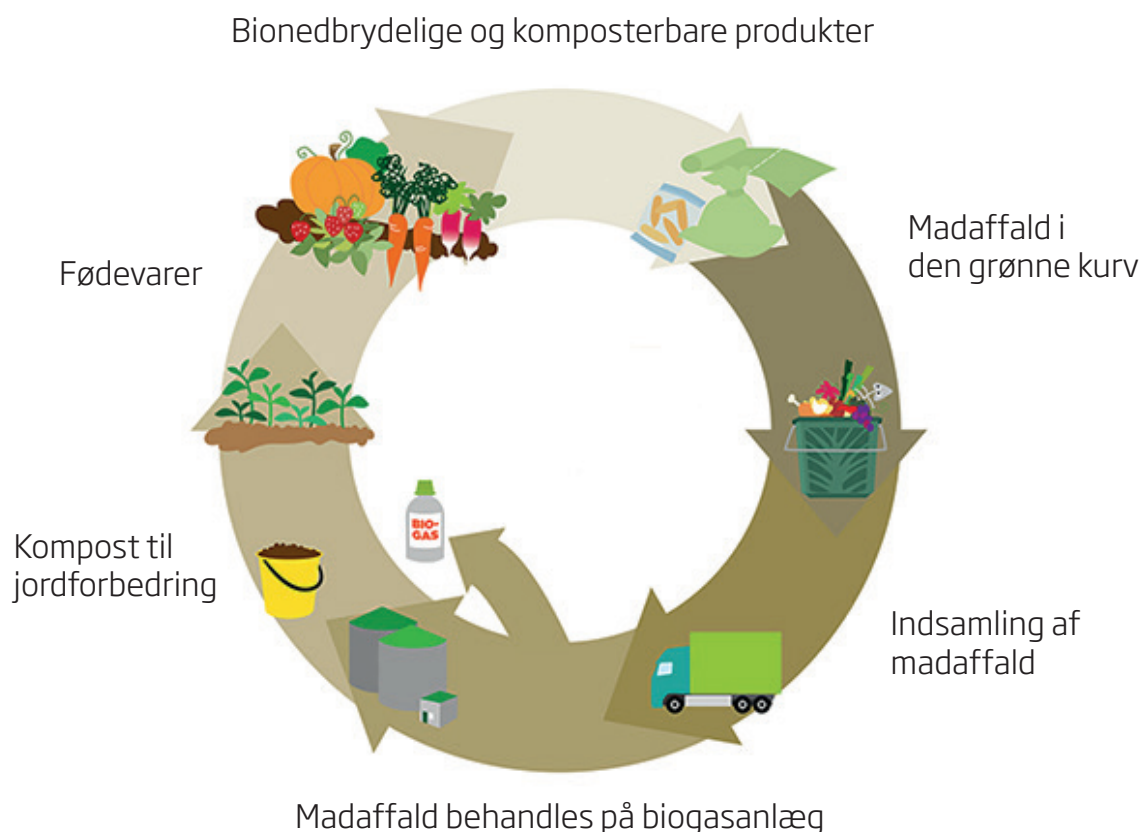 Bionedbrydelige og komposterbare produkter
Madaffald i
den grønne kurv
Indsamling af
madaffald
Madaffald behandles på biogasanlæg
BIO-
GAS
Kompost til
jordforbedring
Fødevarer